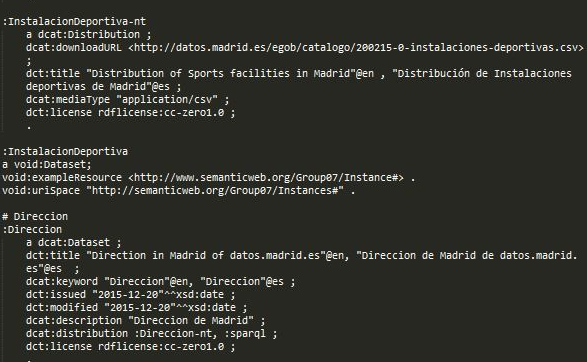 :InstalacionDeportiva-nt
a dcat:Distribution ;
dcat:downloadURL <http://datos.madrid.es/egob/catalogo/200215-0-instalaciones-deportivas.csv>
;
dct:title "Distribution of Sports facilities in Madrid"@en , "Distribución de Instalaciones
deportivas de Madrid"@es ;
dcat:mediaType "application/csv" ;
dct:license rdflicense:cc-zero1.0 ;
.
:InstalacionDeportiva
a void:Dataset;
void:exampleResource <http://www.semanticweb.org/Group07/Instance#> .
void:uriSpace "http://semanticweb.org/Group07/Instances#" .
# Direccion
:Direccion
a dcat:Dataset ;
dct:title "Direction in Madrid of datos.madrid.es"@en, "Direccion de Madrid de datos.madrid.
es"@es  ;
dcat:keyword "Direccion"@en, "Direccion"@es ;
dct:issued "2015-12-20"^^xsd:date ;
dct:modified "2015-12-20"^^xsd:date ;
dcat:description "Direccion de Madrid" ;
dcat:distribution :Direccion-nt, :sparql ;
dct:license rdflicense:cc-zero1.0 ;
.